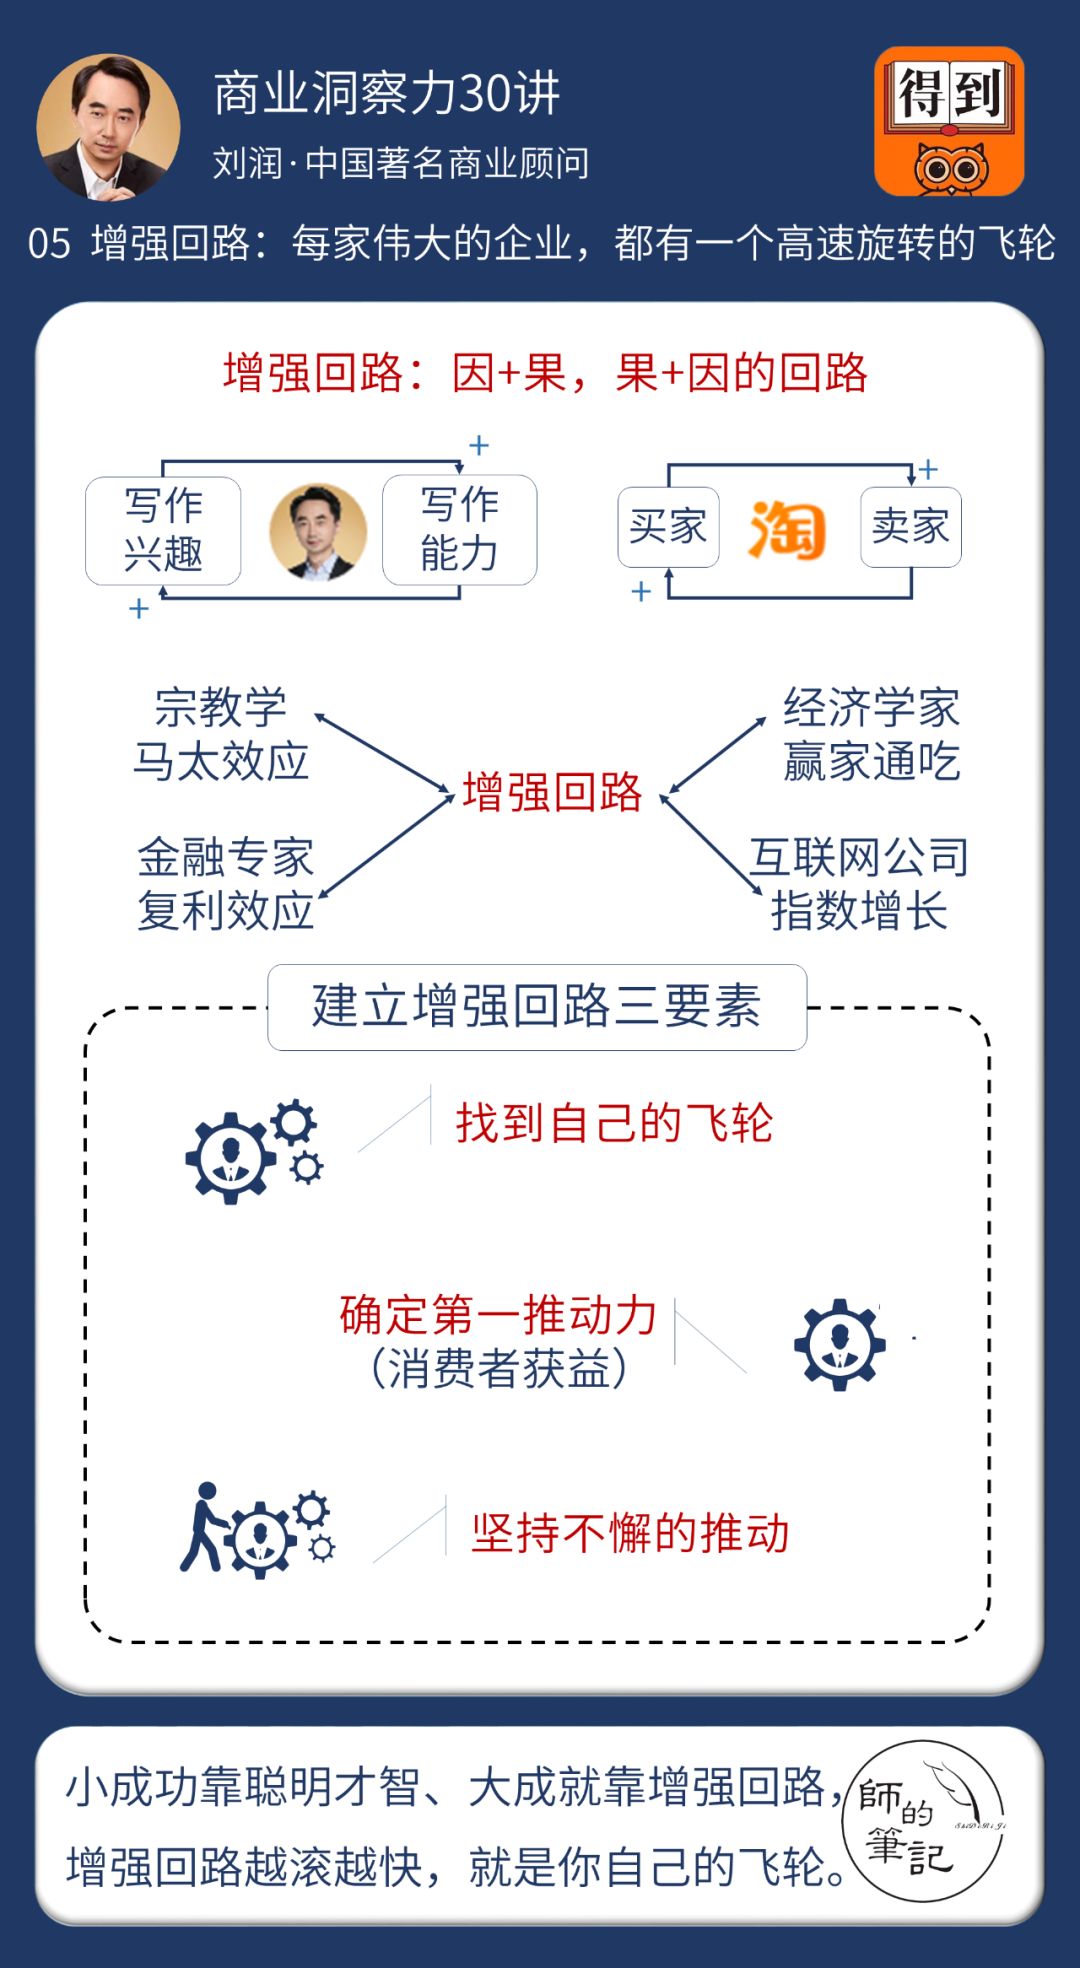 商业洞察力30讲
刘润·中国著名商业顾问
得到
05 增强回路：每家伟大的企业，都有一个高速旋转的飞轮
增强回路：因+果，果+因的回路
+
写作
兴趣
写作
能力
+
+
买家
淘
卖家
+
宗教学
马太效应
经济学家
赢家通吃
增强回路
金融专家
复利效应
互联网公司
指数增长
建立增强回路三要素
找到自己的飞轮
确定第一推动力
（消费者获益）
坚持不懈的推动
小成功靠聪明才智、大成就靠增强回路，
增强回路越滚越快，就是你自己的飞轮。
師的
筆記
ShiDeBiJi